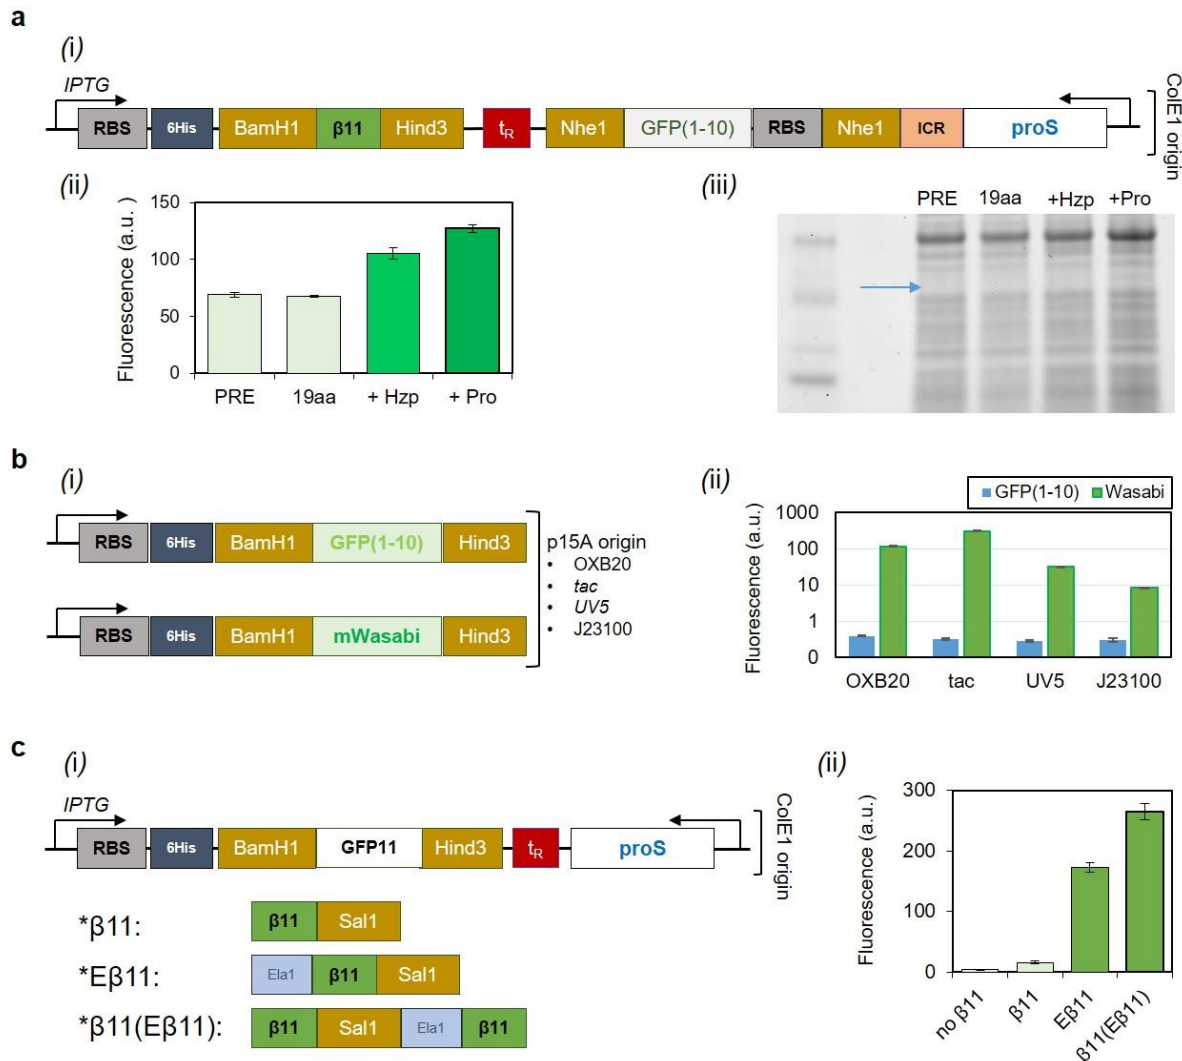 a
(i)
IPTG
RBS 6His BamH1 β11 Hind3 tR Nhe1 GFP(1-10) RBS Nhe1 ICR proS
ColE1 origin
(ii)
Fluorescence (a.u. )
150
100
50
0
PRE 19aa + Hzp + Pro
(iii)
PRE 19aa +Hzp +Pro
b
(i)
RBS 6His BamH1 GFP(1-10) Hind3
RBS 6His BamH1 mWasabi Hind3
p15A origin
• OXB20
• tac
• UV5
• J23100
(ii)
GFP(1-10) Wasabi
Fluorescence (a.u.)
1000
100
10
1
0
OXB20 tac UV5 J23100
c
(i)
IPTG
RBS 6His BamH1 GFP11 Hind3 tR proS
ColE1 origin
*β11: β11 Sal1
*Eβ11: Ela1 β11 Sal1
*β11(Eβ11): β11 Sal1 Ela1 β11
(ii)
Fluorescence (a.u.)
300
200
100
0
no β11 β11 Eβ11 β11(Eβ11)